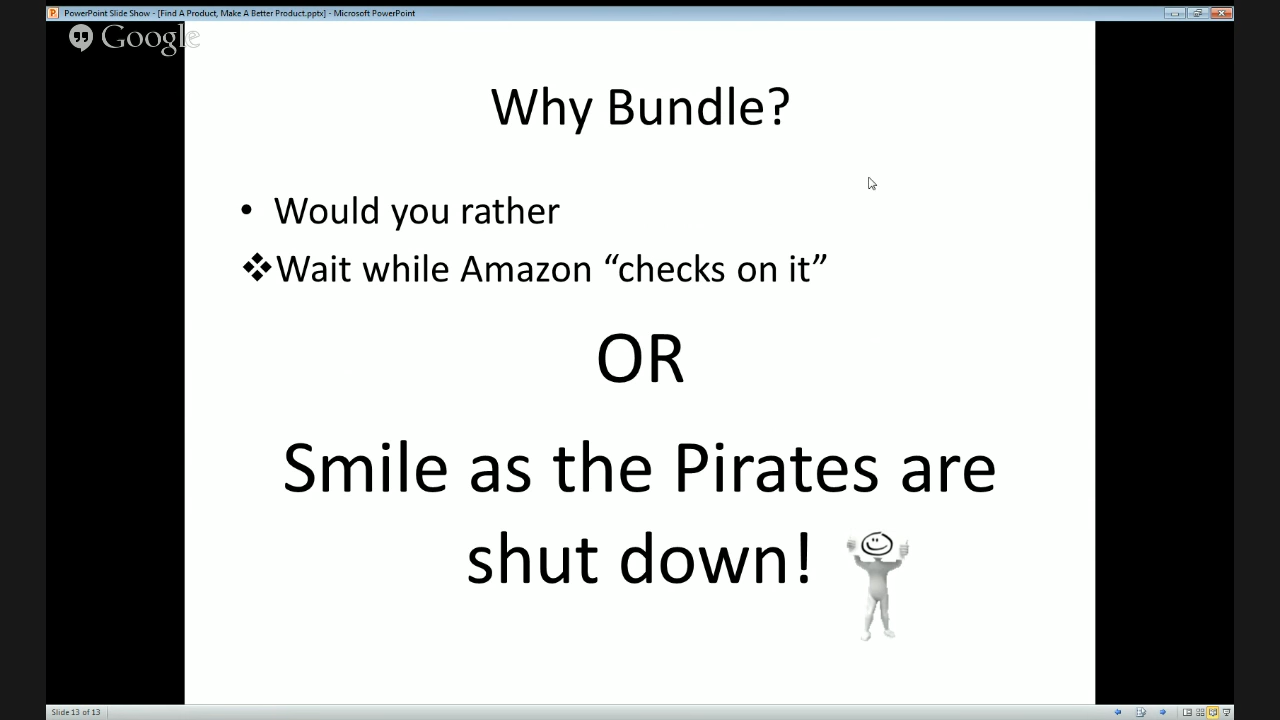 PowerPoint Slide Show - [Find A Product, Make A Better Product.pptx] - Microsoft PowerPoint
Google
Why Bundle?
• Would you rather
❖Wait while Amazon “checks on it”
OR
Smile as the Pirates are
shut down!
Slide 13 of 13